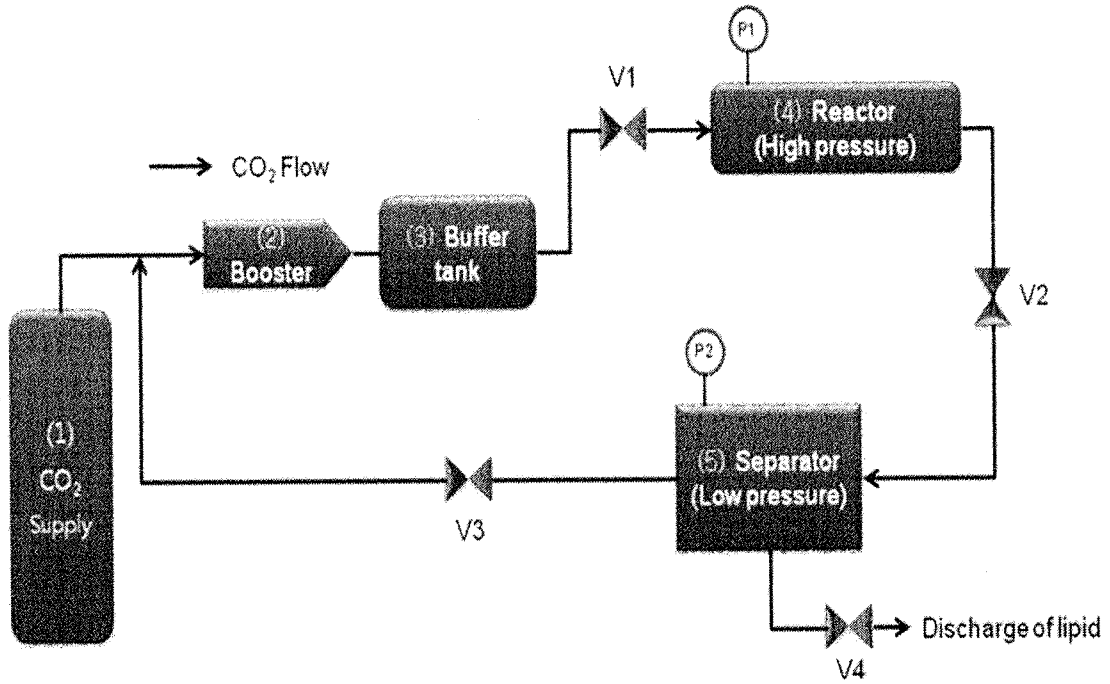 P1
V1
(4) Reactor
(High pressure)
CO₂ Flow
(2)
Booster
(3) Buffer
tank
V2
P2
(1)
CO₂
Supply
(5) Separator
(Low pressure)
V3
Discharge of lipid
V4